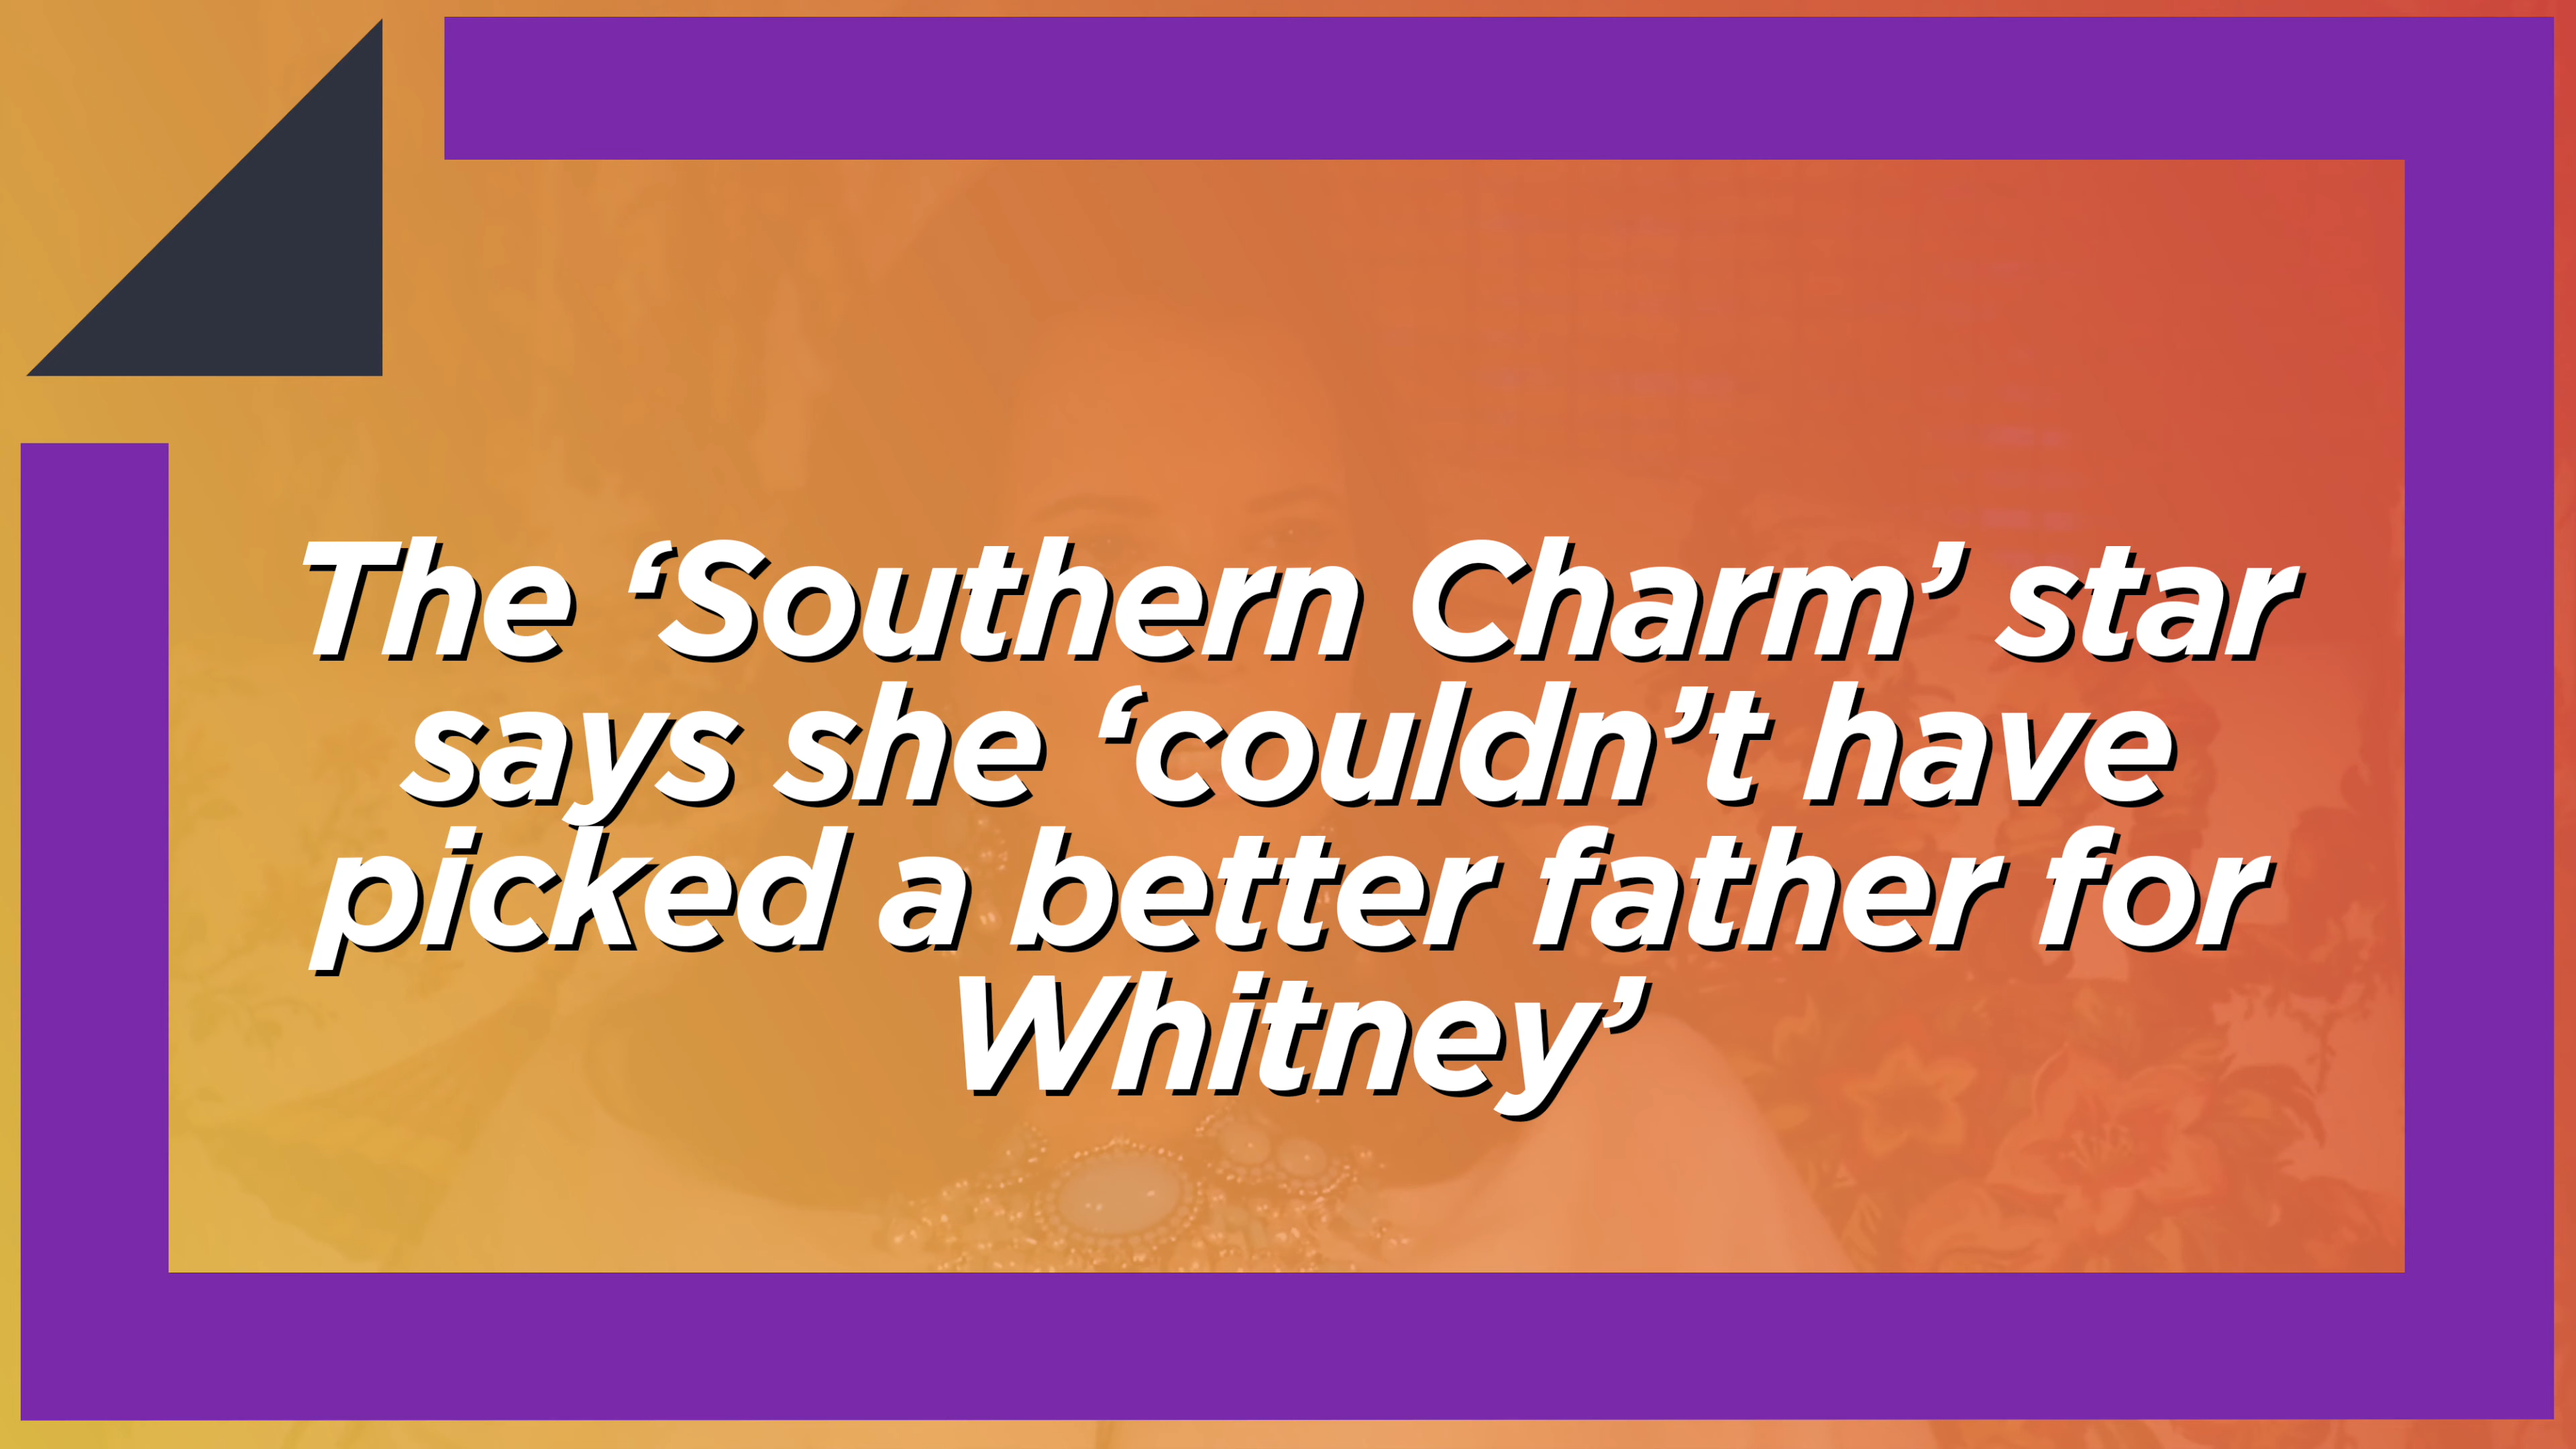 The ‘Southern Charm’ star
says she ‘couldn’t have
picked a better father for
Whitney’